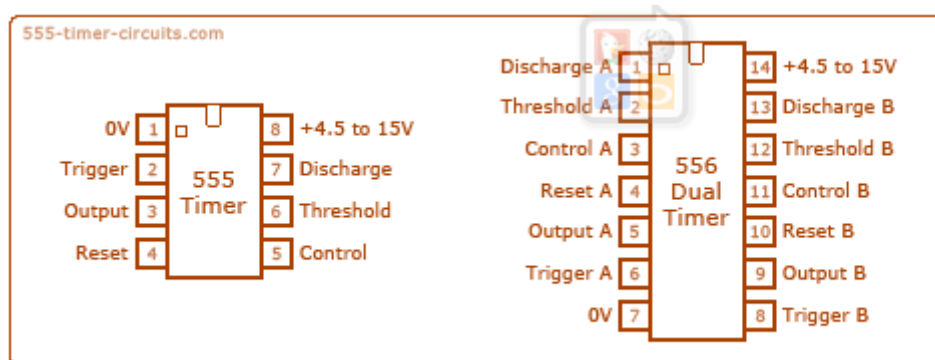 555-timer-circuits.com
0V 1
Trigger 2
Output 3
Reset 4
555
Timer
8 +4.5 to 15V
7 Discharge
6 Threshold
5 Control
Discharge A 1
Threshold A 2
Control A 3
Reset A 4
Output A 5
Trigger A 6
0V 7
556
Dual
Timer
14 +4.5 to 15V
13 Discharge B
12 Threshold B
11 Control B
10 Reset B
9 Output B
8 Trigger B